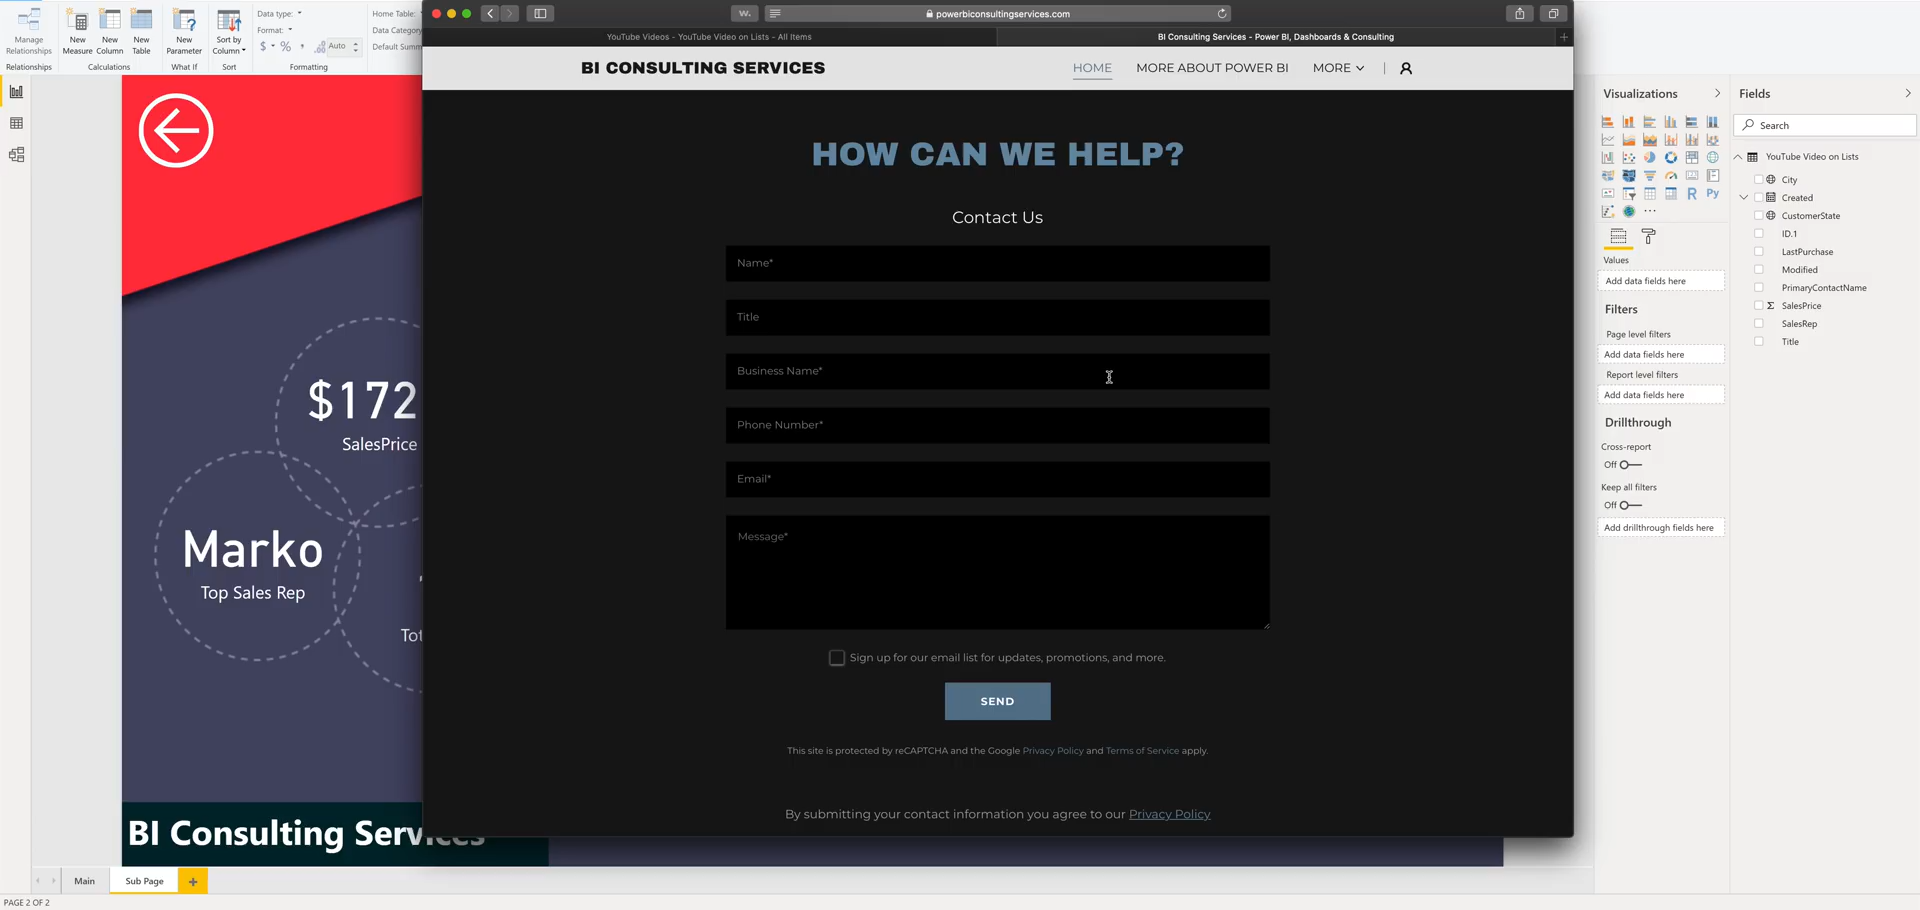 powerbiconsultingservices.com
YouTube Videos - YouTube Video on Lists - All Items
BI Consulting Services - Power BI, Dashboards & Consulting
Manage
Relationships
New
Measure
New
Column
New
Table
New
Parameter
Sort by
Column
Data type:
Format:
$ % , Auto
Home Table:
Data Category
Default Summ
Relationships
Calculations
What If
Sort
Formatting
BI CONSULTING SERVICES
HOME
MORE ABOUT POWER BI
MORE
HOW CAN WE HELP?
Contact Us
Name*
Title
Business Name*
Phone Number*
Email*
Message*
Sign up for our email list for updates, promotions, and more.
SEND
This site is protected by reCAPTCHA and the Google Privacy Policy and Terms of Service apply.
By submitting your contact information you agree to our Privacy Policy
$172
SalesPrice
Marko
Top Sales Rep
Tot
BI Consulting Services
Main
Sub Page
PAGE 2 OF 2
Visualizations
R
Py
Values
Add data fields here
Filters
Page level filters
Add data fields here
Report level filters
Add data fields here
Drillthrough
Cross-report
Off
Keep all filters
Off
Add drillthrough fields here
Fields
Search
YouTube Video on Lists
City
Created
CustomerState
ID.1
LastPurchase
Modified
PrimaryContactName
SalesPrice
SalesRep
Title